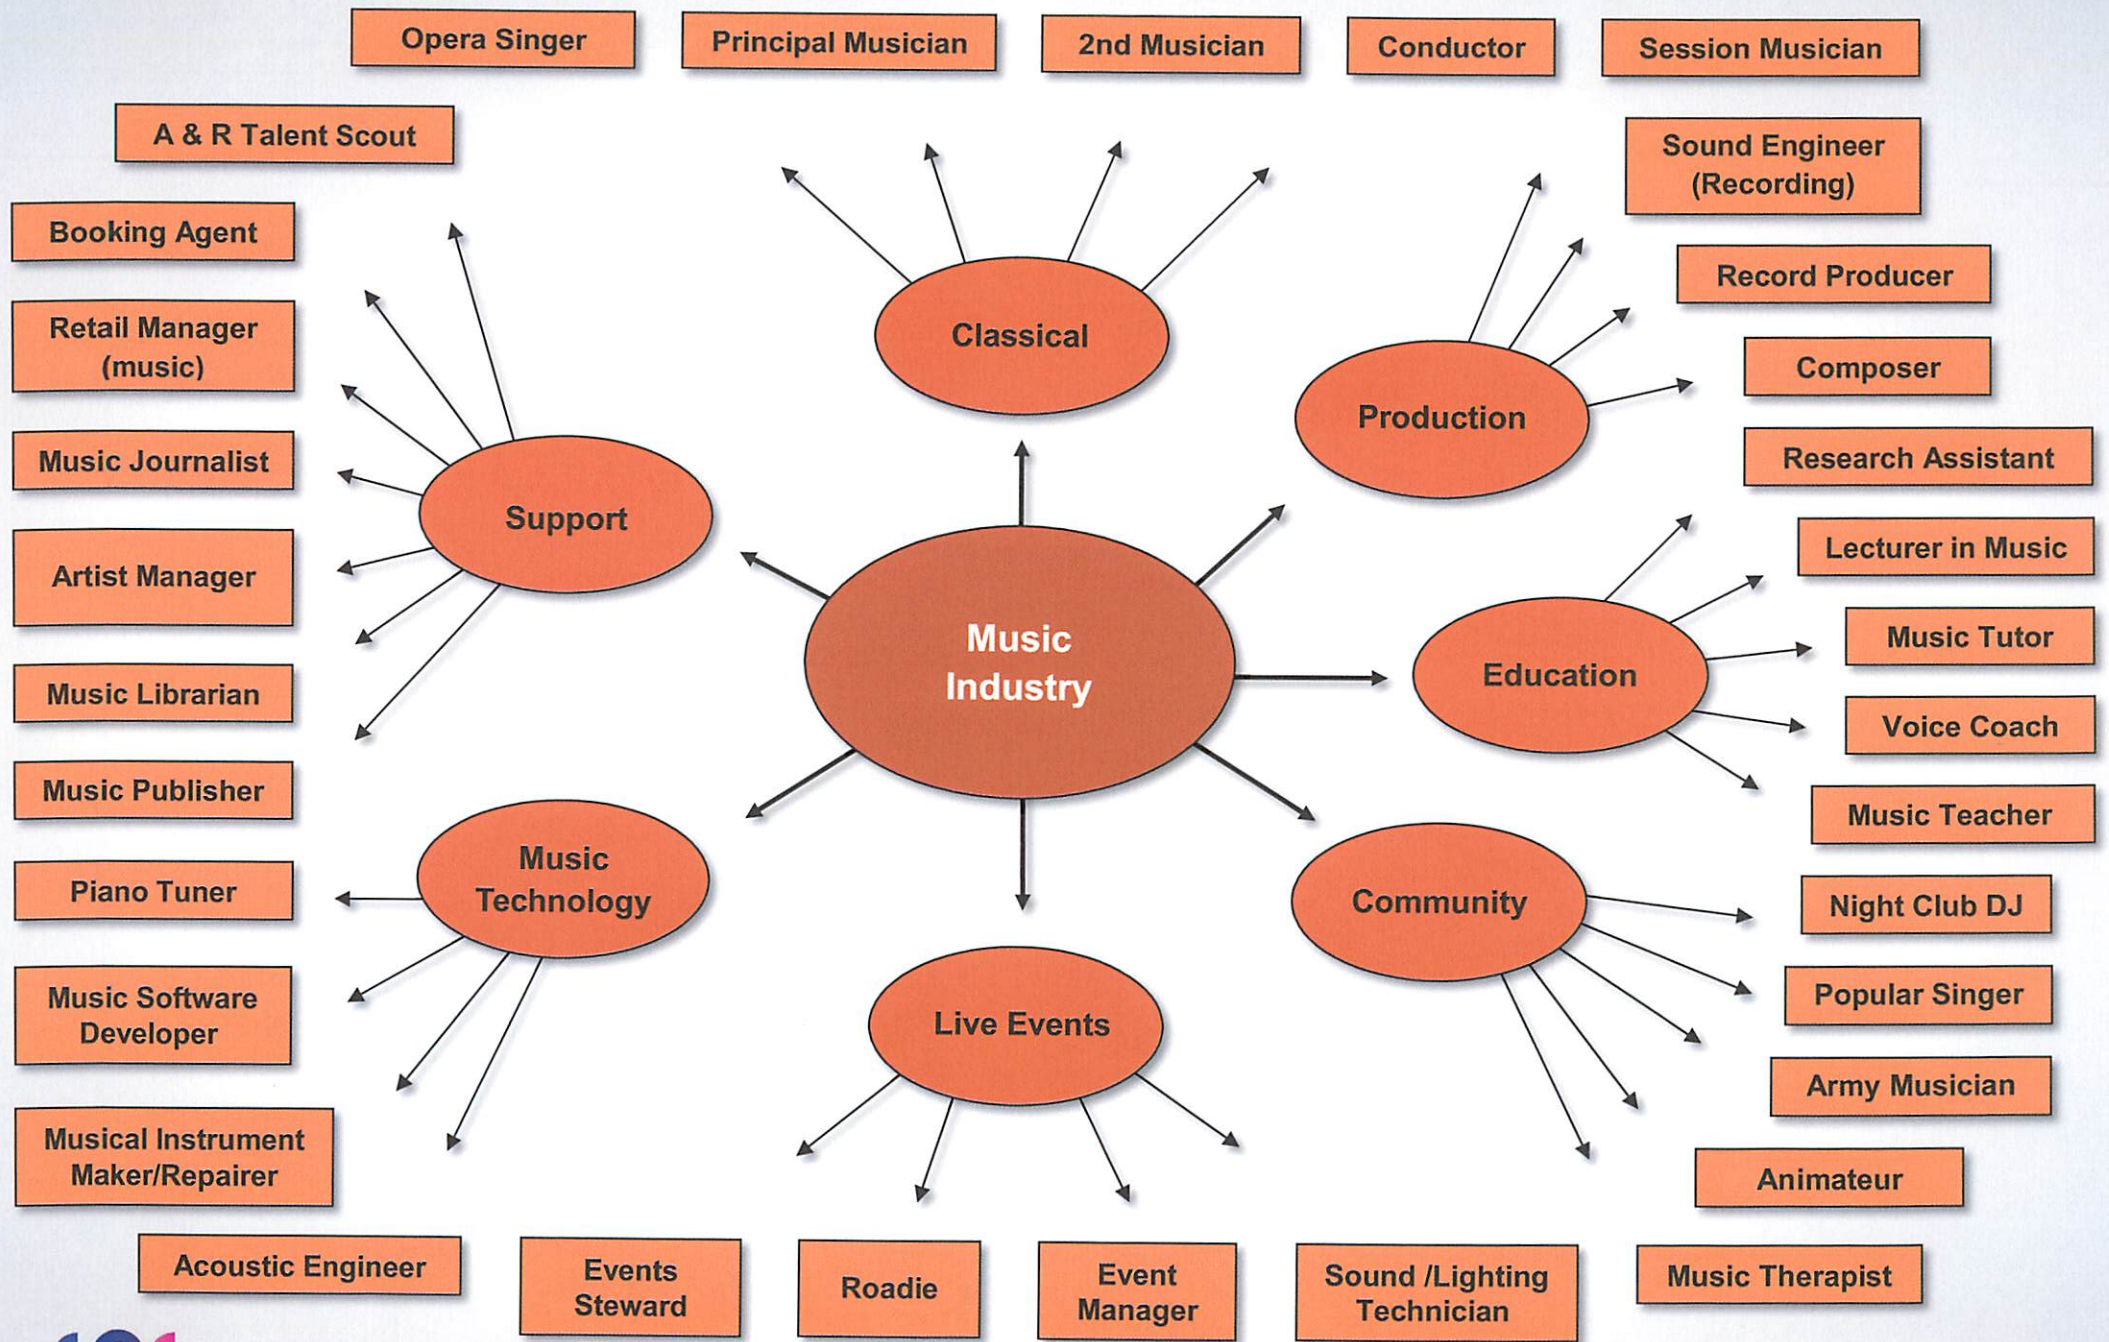 Opera Singer
Principal Musician
2nd Musician
Conductor
Session Musician
A & R Talent Scout
Sound Engineer
(Recording)
Booking Agent
Record Producer
Retail Manager
(music)
Classical
Composer
Production
Music Journalist
Research Assistant
Support
Lecturer in Music
Artist Manager
Music
Industry
Music Tutor
Education
Music Librarian
Voice Coach
Music Publisher
Music Teacher
Music
Technology
Piano Tuner
Community
Night Club DJ
Music Software
Developer
Live Events
Popular Singer
Army Musician
Musical Instrument
Maker/Repairer
Animateur
Acoustic Engineer
Events
Steward
Roadie
Event
Manager
Sound /Lighting
Technician
Music Therapist